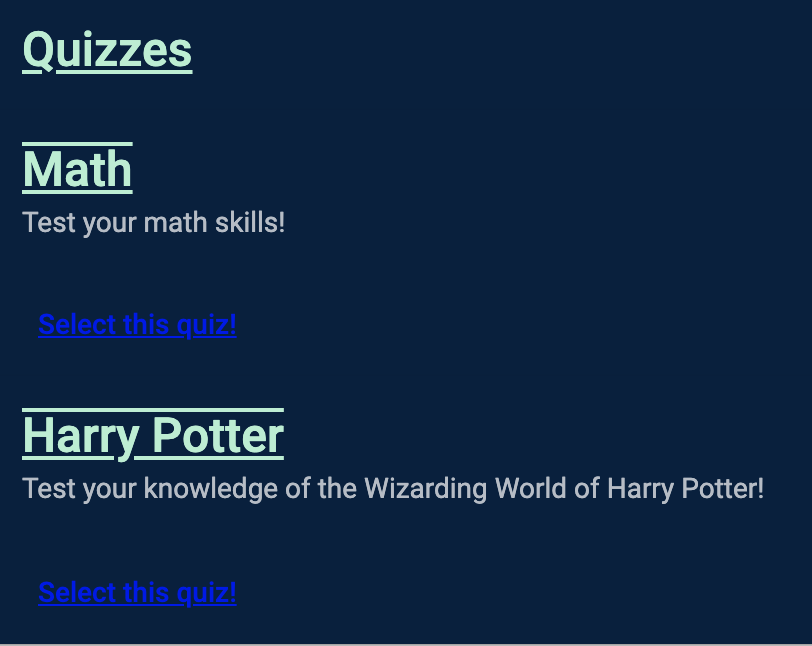 Quizzes
Math
Test your math skills!
Select this quiz!
Harry Potter
Test your knowledge of the Wizarding World of Harry Potter!
Select this quiz!